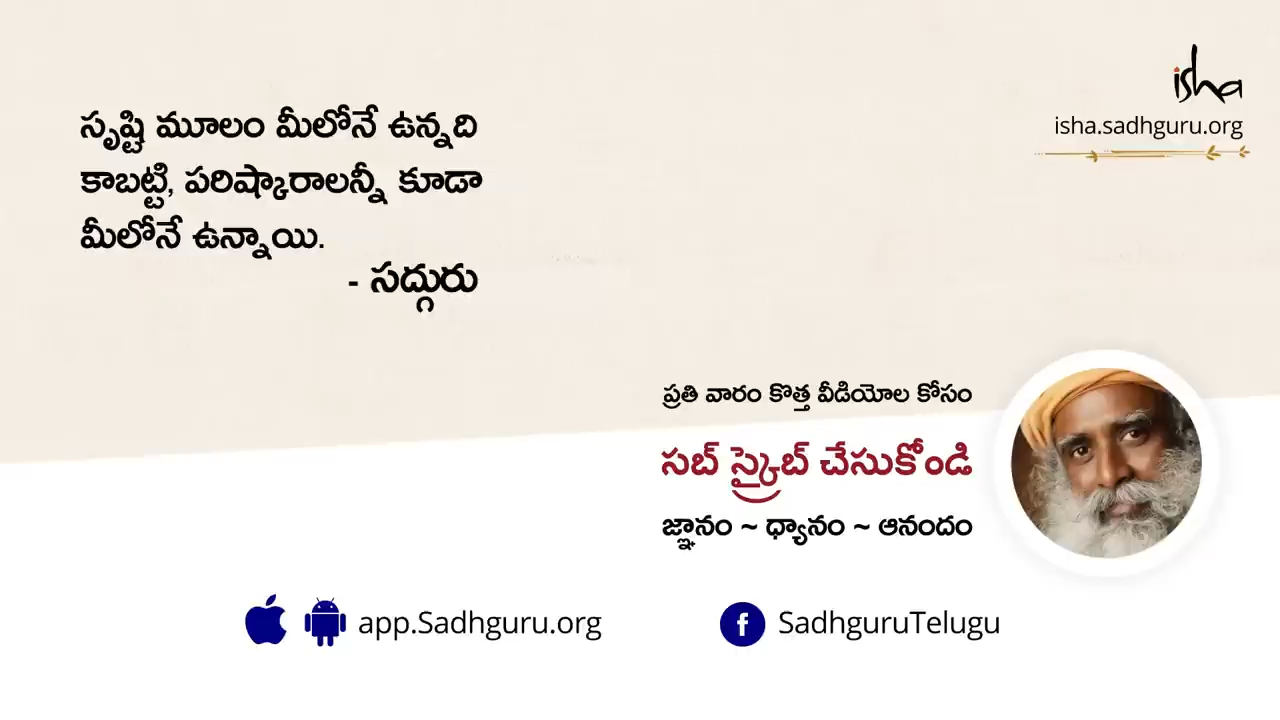 సృష్టి మూలం మీలోనే ఉన్నది
కాబట్టి, పరిష్కారాలన్నీ కూడా
మీలోనే ఉన్నాయి.
- సద్గురు
isha
isha.sadhguru.org
ప్రతి వారం కొత్త వీడియోల కోసం
సబ్ స్క్రైబ్ చేసుకోండి
జ్ఞానం ~ ధ్యానం ~ ఆనందం
app.Sadhguru.org
f SadhguruTelugu